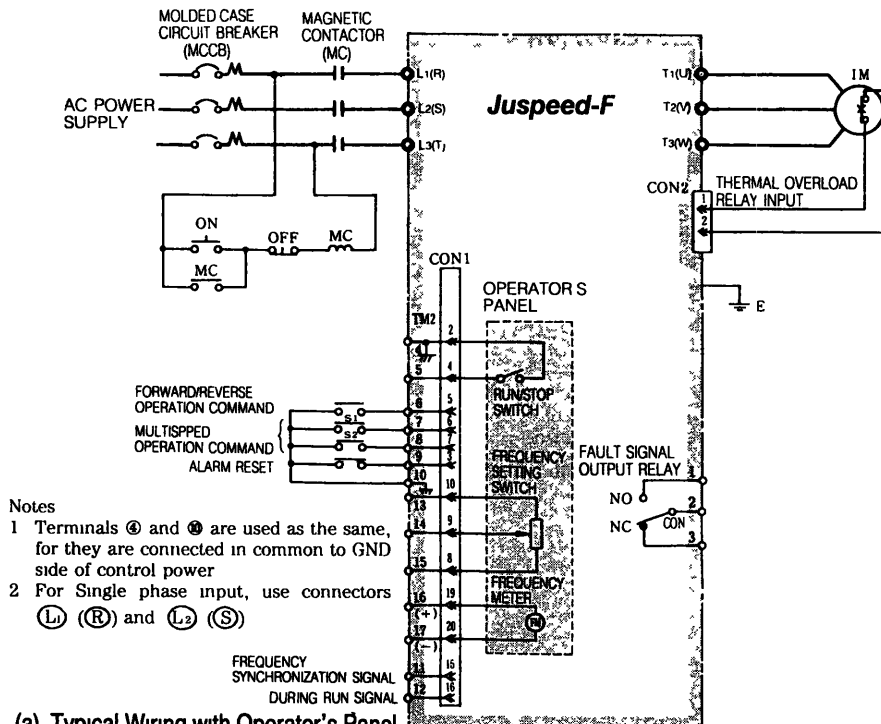 MOLDED CASE
CIRCUIT BREAKER
(MCCB)
MAGNETIC
CONTACTOR
(MC)
AC POWER
SUPPLY
L1(R)
L2(S)
L3(T)
Juspeed-F
T1(U)
T2(V)
T3(W)
IM
CON2
1
2
THERMAL OVERLOAD
RELAY INPUT
E
ON
OFF
MC
MC
CON1
OPERATOR S
PANEL
TM2
2
4
5
4
RUN/STOP
SWITCH
FORWARD/REVERSE
OPERATION COMMAND
6
5
S1
7
6
MULTISPPED
OPERATION COMMAND
S2
8
7
ALARM RESET
9
3
10
13
10
FREQUENCY
SETTING
SWITCH
14
9
15
8
FREQUENCY
METER
16
(+)
19
FM
17
(−)
20
FREQUENCY
SYNCHRONIZATION SIGNAL
11
15
DURING RUN SIGNAL
12
16
FAULT SIGNAL
OUTPUT RELAY
1
NO
2
NC
CON
3
Notes
1 Terminals ④ and ⑩ are used as the same,
for they are connected in common to GND
side of control power
2 For Single phase input, use connectors
(L1) ((R)) and (L2) ((S))
(a) Typical Wiring with Operator's Panel